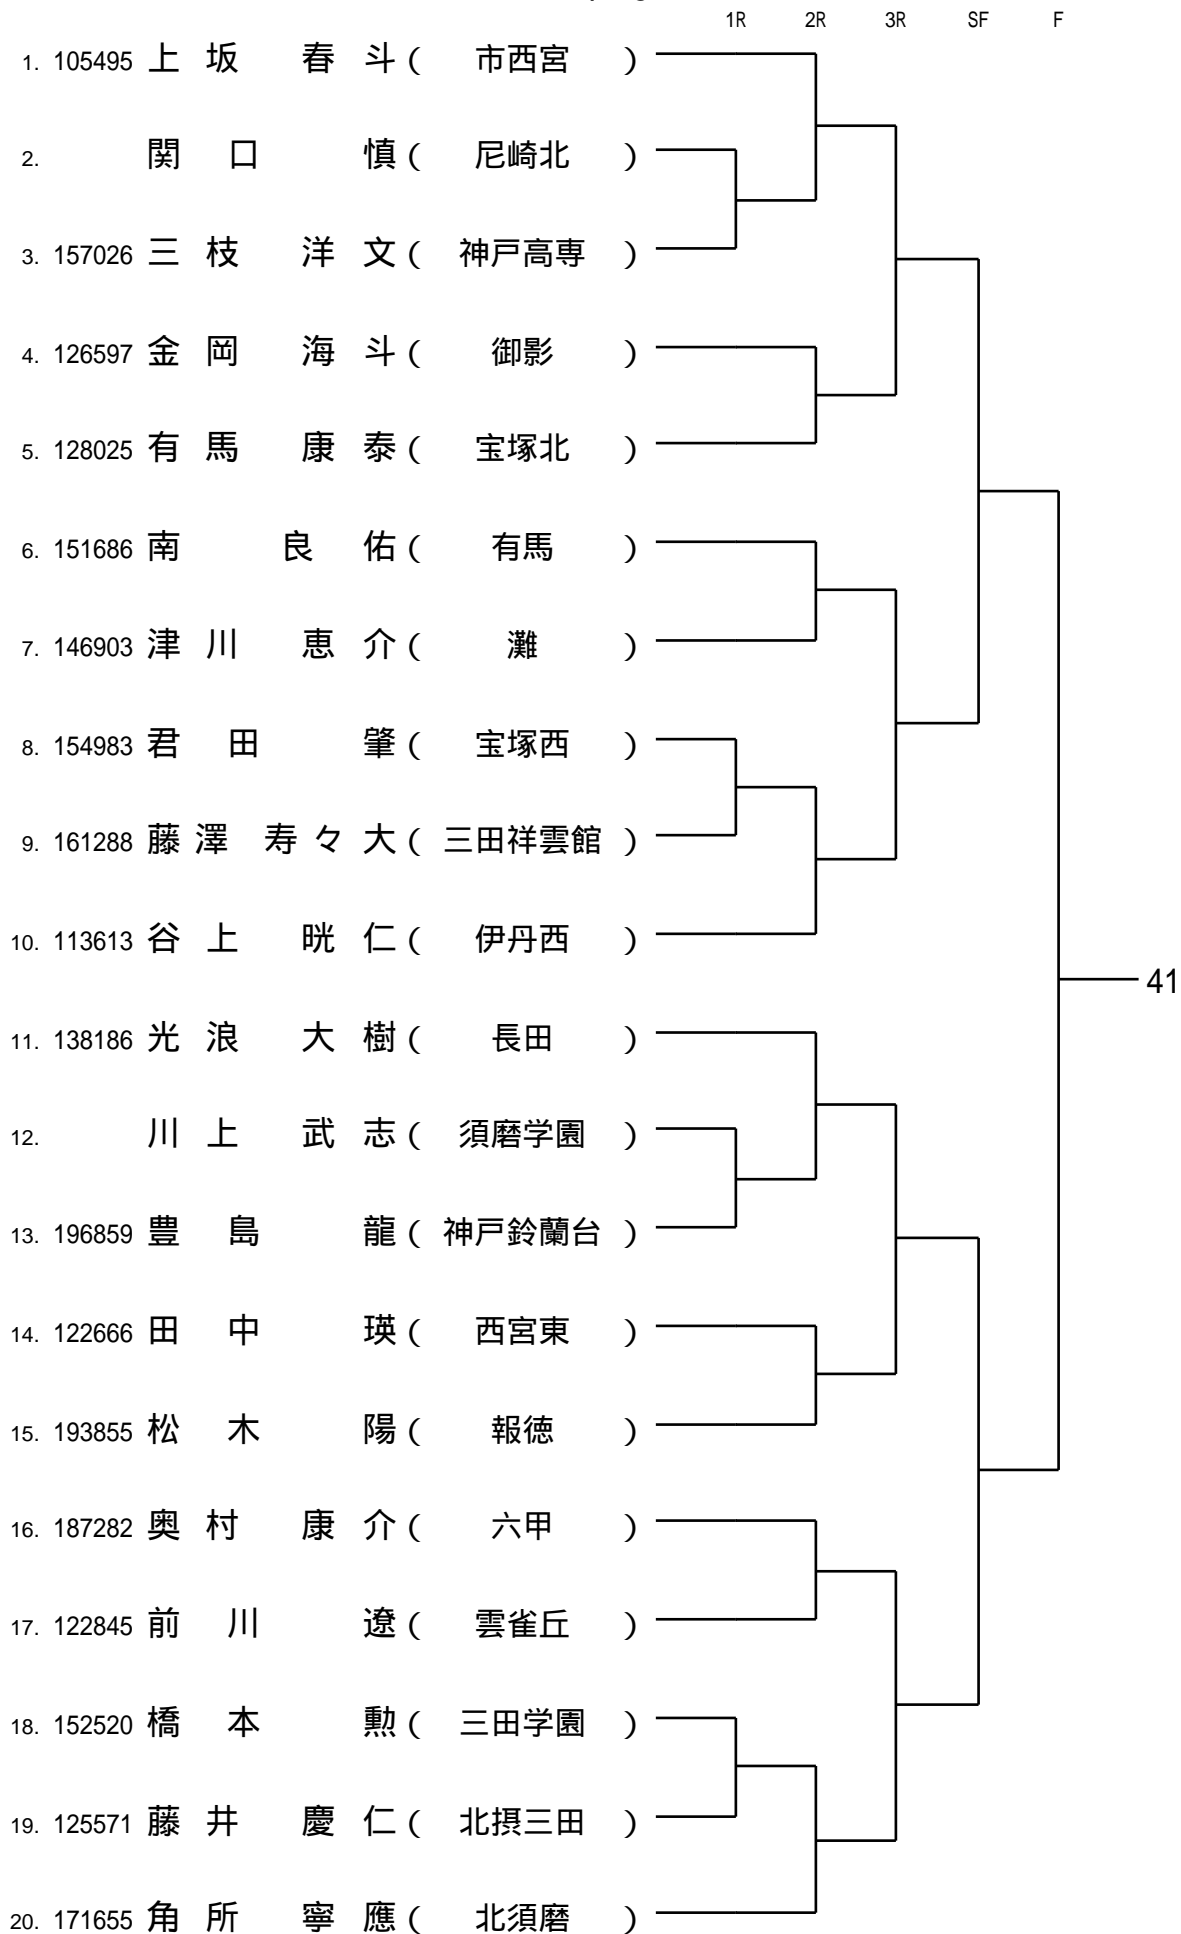 1R 2R 3R SF F
1. 105495 上坂 春斗 ( 市西宮 )
2. 関口 慎 ( 尼崎北 )
3. 157026 三枝 洋文 ( 神戸高専 )
4. 126597 金岡 海斗 ( 御影 )
5. 128025 有馬 康泰 ( 宝塚北 )
6. 151686 南 良佑 ( 有馬 )
7. 146903 津川 恵介 ( 灘 )
8. 154983 君田 肇 ( 宝塚西 )
9. 161288 藤澤 寿々大 ( 三田祥雲館 )
10. 113613 谷上 晄仁 ( 伊丹西 )
41
11. 138186 光浪 大樹 ( 長田 )
12. 川上 武志 ( 須磨学園 )
13. 196859 豊島 龍 ( 神戸鈴蘭台 )
14. 122666 田中 瑛 ( 西宮東 )
15. 193855 松木 陽 ( 報徳 )
16. 187282 奥村 康介 ( 六甲 )
17. 122845 前川 遼 ( 雲雀丘 )
18. 152520 橋本 勲 ( 三田学園 )
19. 125571 藤井 慶仁 ( 北摂三田 )
20. 171655 角所 寧應 ( 北須磨 )